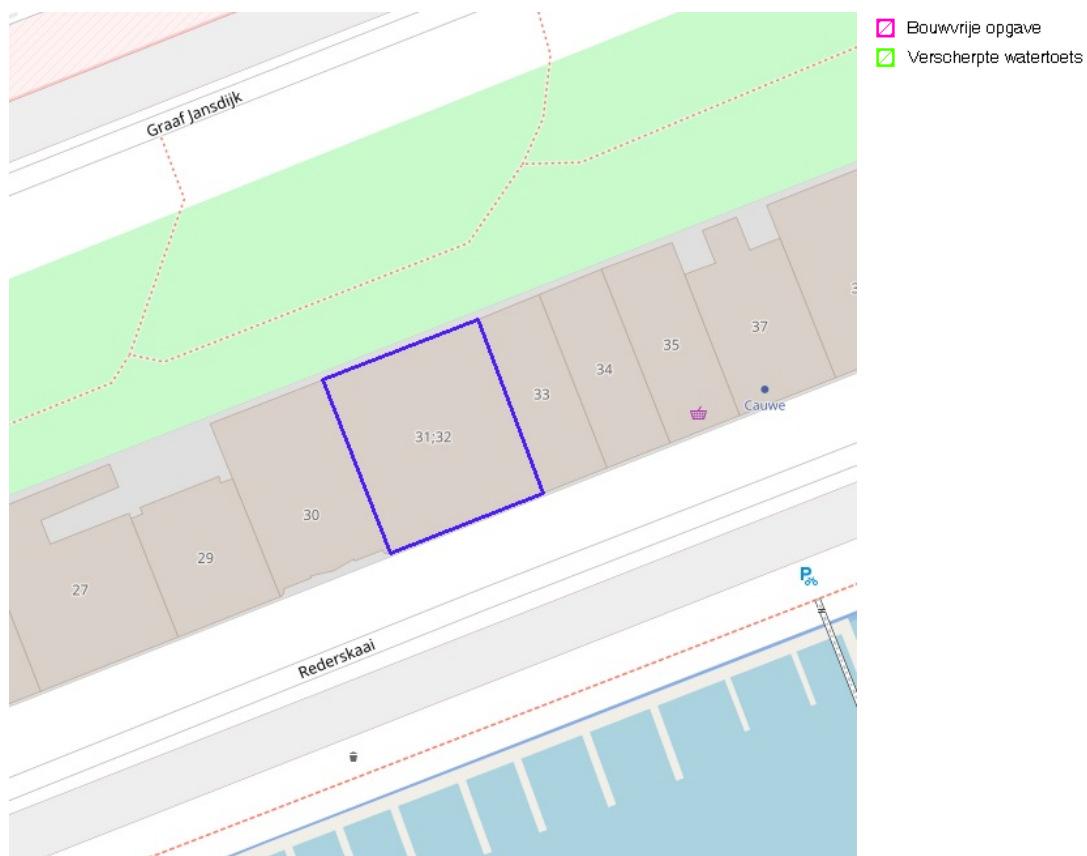 Bouwvrije opgave
Verscherpte watertoets
Graaf Jansdijk
37
35
34
33
Cauwe
31;32
30
29
27
P
Rederskaai